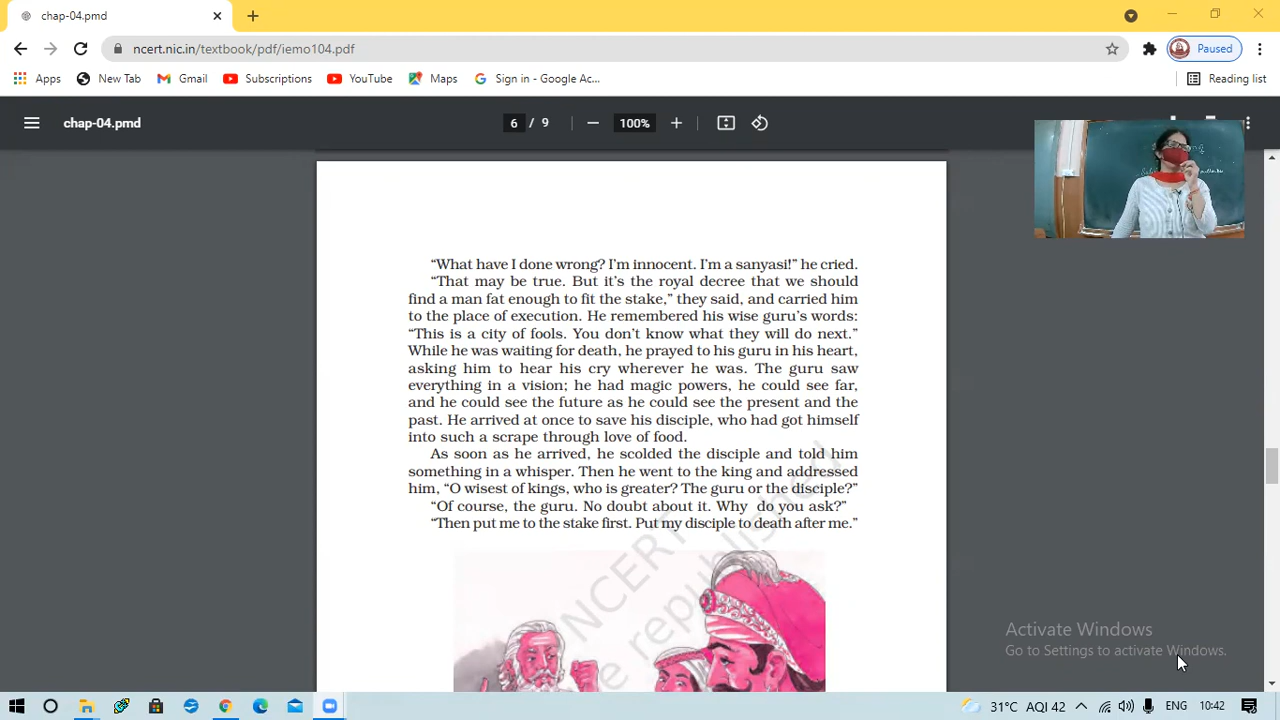 chap-04.pmd
ncert.nic.in/textbook/pdf/iemo104.pdf
Paused
Apps
New Tab
Gmail
Subscriptions
YouTube
Maps
Sign in - Google Ac...
Reading list
chap-04.pmd
6 / 9
100%
“What have I done wrong? I’m innocent. I’m a sanyasi!” he cried.
“That may be true. But it’s the royal decree that we should
find a man fat enough to fit the stake,” they said, and carried him
to the place of execution. He remembered his wise guru’s words:
“This is a city of fools. You don’t know what they will do next.”
While he was waiting for death, he prayed to his guru in his heart,
asking him to hear his cry wherever he was. The guru saw
everything in a vision; he had magic powers, he could see far,
and he could see the future as he could see the present and the
past. He arrived at once to save his disciple, who had got himself
into such a scrape through love of food.
As soon as he arrived, he scolded the disciple and told him
something in a whisper. Then he went to the king and addressed
him, “O wisest of kings, who is greater? The guru or the disciple?”
“Of course, the guru. No doubt about it. Why do you ask?”
“Then put me to the stake first. Put my disciple to death after me.”
NCERT
e republished
Activate Windows
Go to Settings to activate Windows.
31°C AQI 42
ENG
10:42